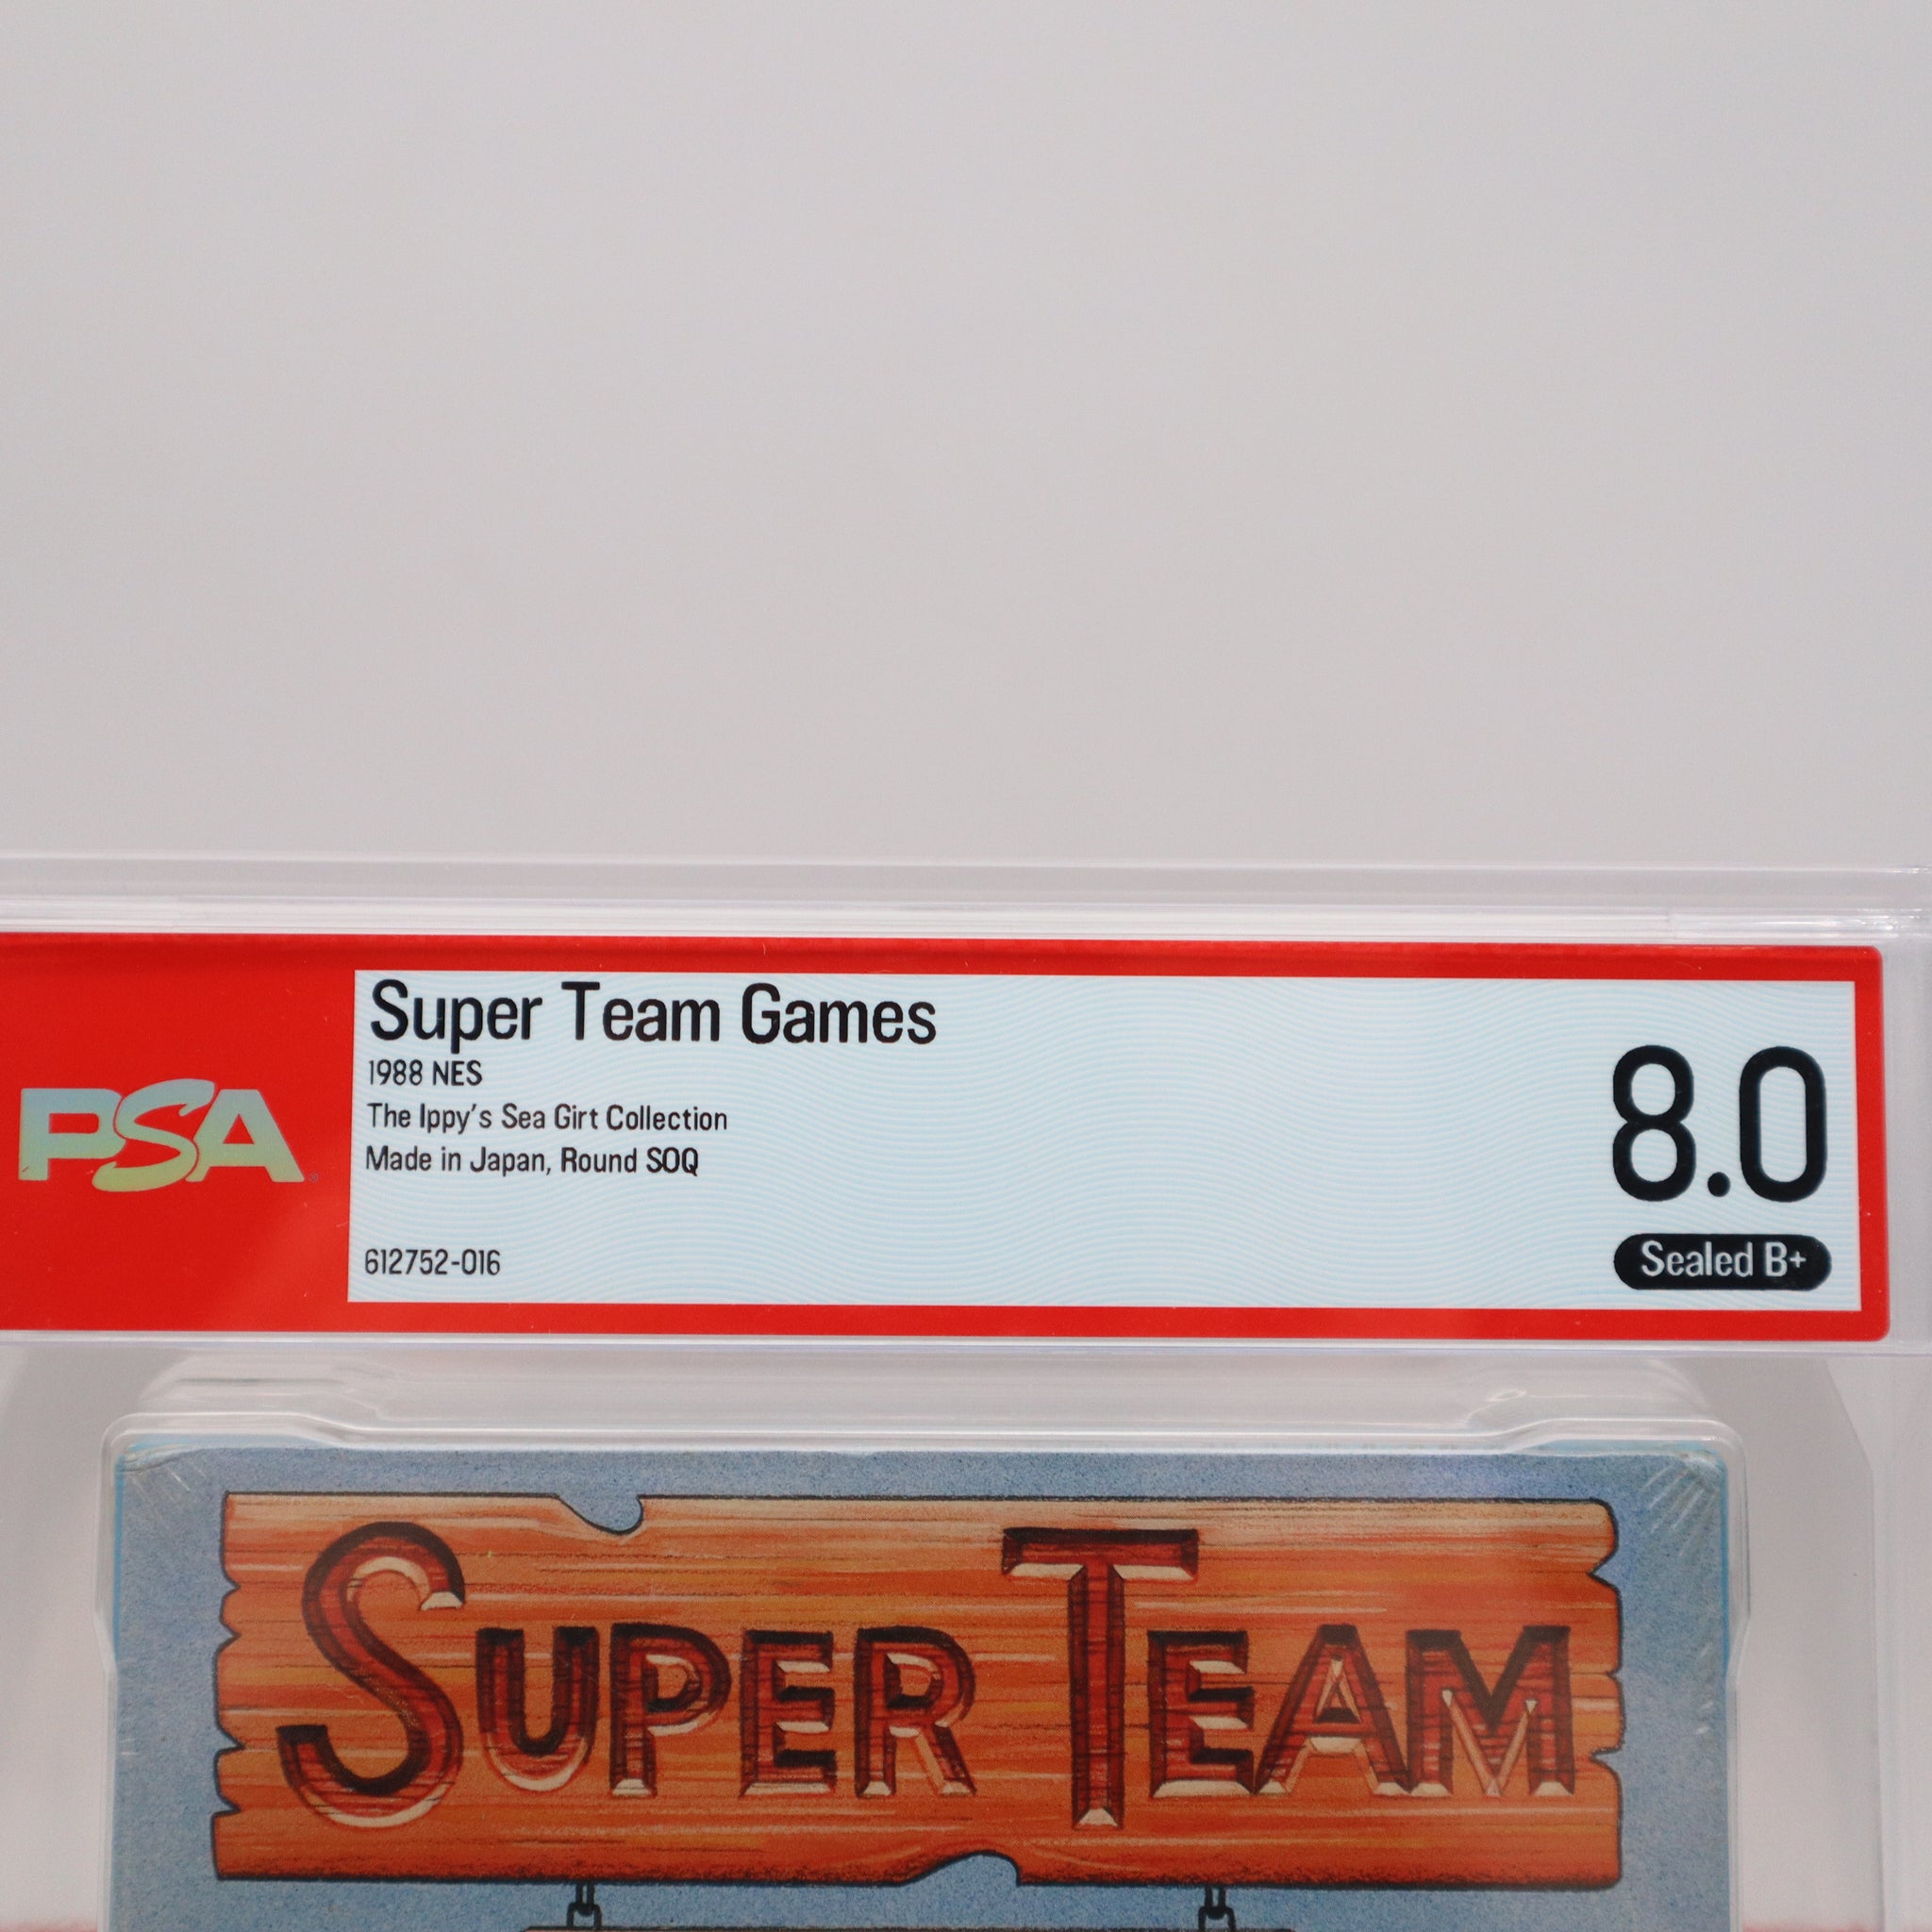 PSA
Super Team Games
1988 NES
The Ippy's Sea Girt Collection
Made in Japan, Round SOQ
612752-016
8.0
Sealed B+
SUPER TEAM